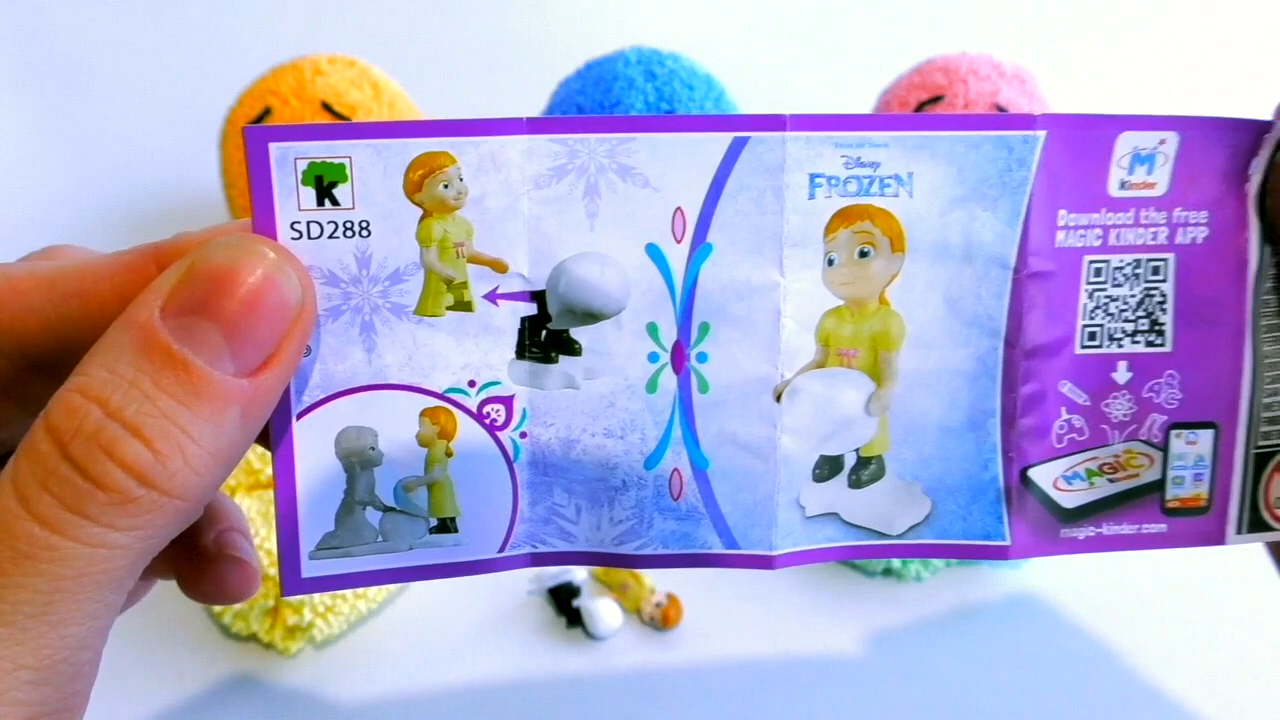 k
SD288
Disney
FROZEN
M
Kinder
Download the free
MAGIC KINDER APP
MAGIC
magic-kinder.com